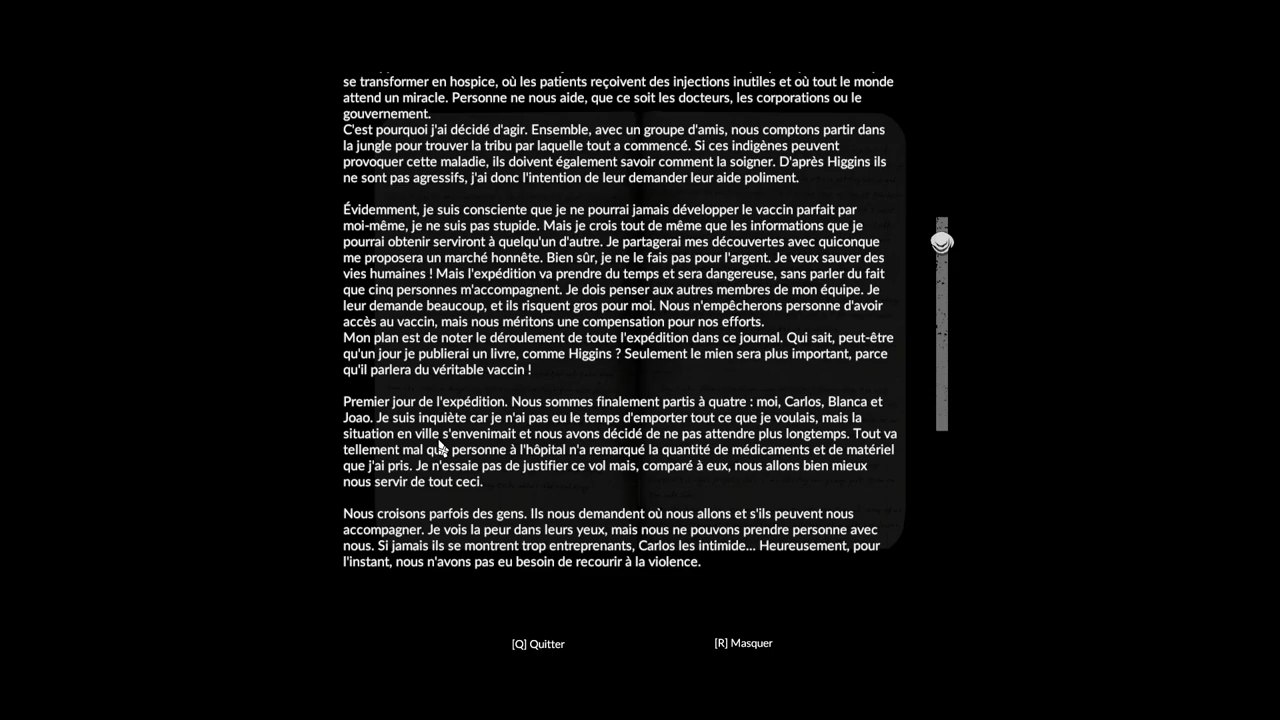 se transformer en hospice, où les patients reçoivent des injections inutiles et où tout le monde
attend un miracle. Personne ne nous aide, que ce soit les docteurs, les corporations ou le
gouvernement.
C'est pourquoi j'ai décidé d'agir. Ensemble, avec un groupe d'amis, nous comptons partir dans
la jungle pour trouver la tribu par laquelle tout a commencé. Si ces indigènes peuvent
provoquer cette maladie, ils doivent également savoir comment la soigner. D'après Higgins ils
ne sont pas agressifs, j'ai donc l'intention de leur demander leur aide poliment.
Évidemment, je suis consciente que je ne pourrai jamais développer le vaccin parfait par
moi-même, je ne suis pas stupide. Mais je crois tout de même que les informations que je
pourrai obtenir serviront à quelqu'un d'autre. Je partagerai mes découvertes avec quiconque
me proposera un marché honnête. Bien sûr, je ne le fais pas pour l'argent. Je veux sauver des
vies humaines ! Mais l'expédition va prendre du temps et sera dangereuse, sans parler du fait
que cinq personnes m'accompagnent. Je dois penser aux autres membres de mon équipe. Je
leur demande beaucoup, et ils risquent gros pour moi. Nous n'empêcherons personne d'avoir
accès au vaccin, mais nous méritons une compensation pour nos efforts.
Mon plan est de noter le déroulement de toute l'expédition dans ce journal. Qui sait, peut-être
qu'un jour je publierai un livre, comme Higgins ? Seulement le mien sera plus important, parce
qu'il parlera du véritable vaccin !
Premier jour de l'expédition. Nous sommes finalement partis à quatre : moi, Carlos, Blanca et
Joao. Je suis inquiète car je n'ai pas eu le temps d'emporter tout ce que je voulais, mais la
situation en ville s'envenimait et nous avons décidé de ne pas attendre plus longtemps. Tout va
tellement mal que personne à l'hôpital n'a remarqué la quantité de médicaments et de matériel
que j'ai pris. Je n'essaie pas de justifier ce vol mais, comparé à eux, nous allons bien mieux
nous servir de tout ceci.
Nous croisons parfois des gens. Ils nous demandent où nous allons et s'ils peuvent nous
accompagner. Je vois la peur dans leurs yeux, mais nous ne pouvons prendre personne avec
nous. Si jamais ils se montrent trop entreprenants, Carlos les intimide... Heureusement, pour
l'instant, nous n'avons pas eu besoin de recourir à la violence.
[Q] Quitter
[R] Masquer